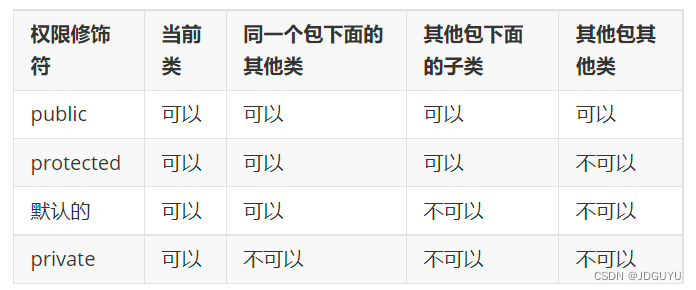 权限修饰 当前 同一个包下面的 其他包下面 其他包其
符 类 其他类 的子类 他类
public 可以 可以 可以 可以
protected 可以 可以 可以 不可以
默认的 可以 可以 不可以 不可以
private 可以 不可以 不可以 不可以
CSDN @JDGUYU